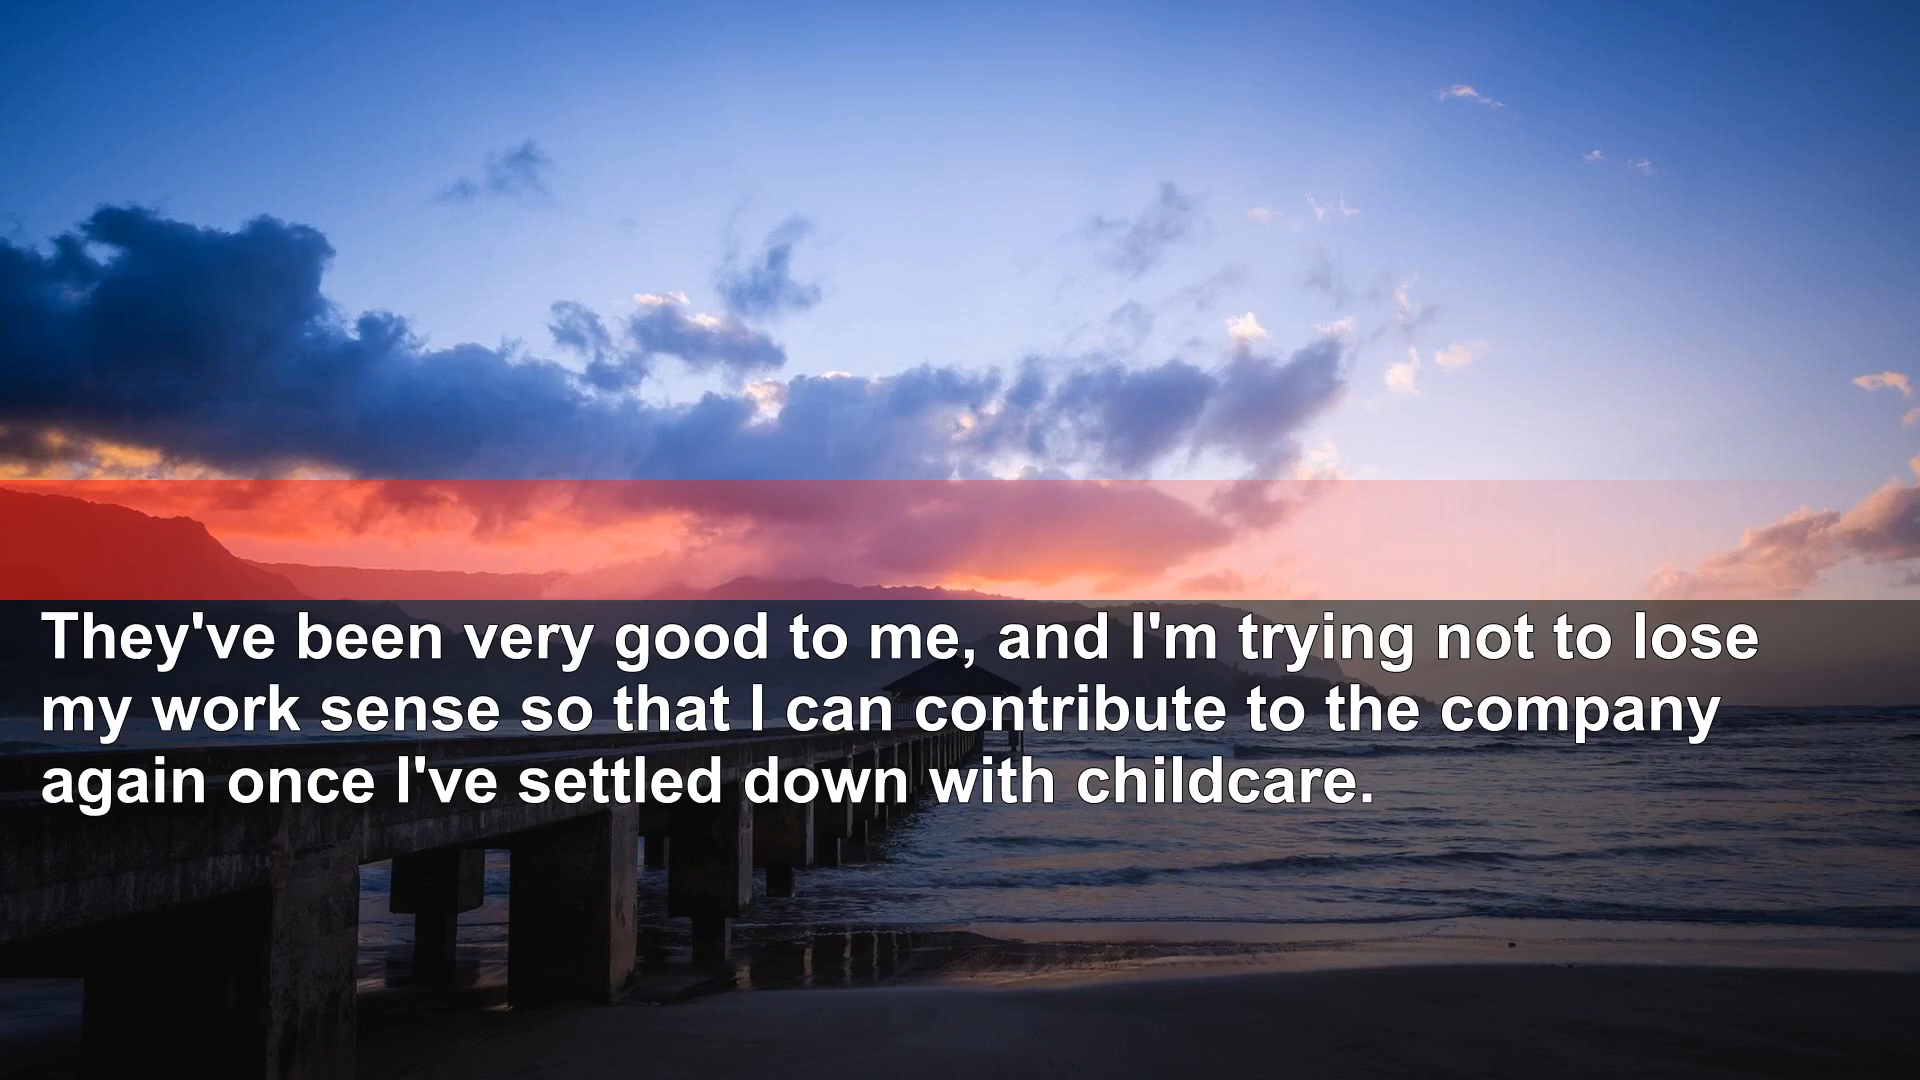 They've been very good to me, and I'm trying not to lose
my work sense so that I can contribute to the company
again once I've settled down with childcare.